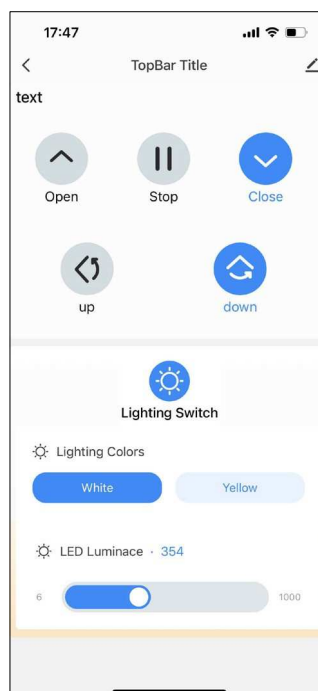 17:47
TopBar Title
text
Open Stop Close
up down
Lighting Switch
Lighting Colors
White Yellow
LED Luminace · 354
6 1000